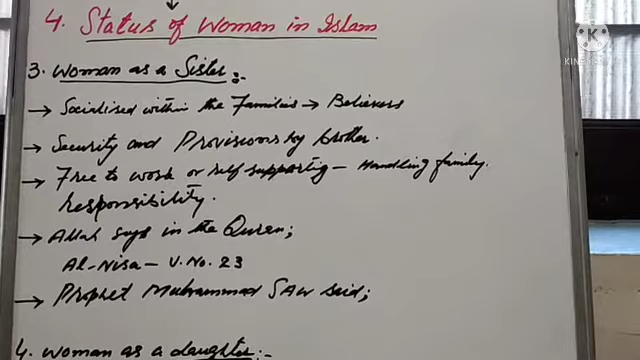 4. Status of Woman in Islam
3. Woman as a Sister:-
→ Socialised within the Families → Believers
→ Security and Provisions by brother.
→ Free to work or self supporting - Handling family
responsibility.
→ Allah says in the Quran;
Al-Nisa - V. No. 23
→ Prophet Muhammad SAW said;
4. Woman as a daughter:-
K